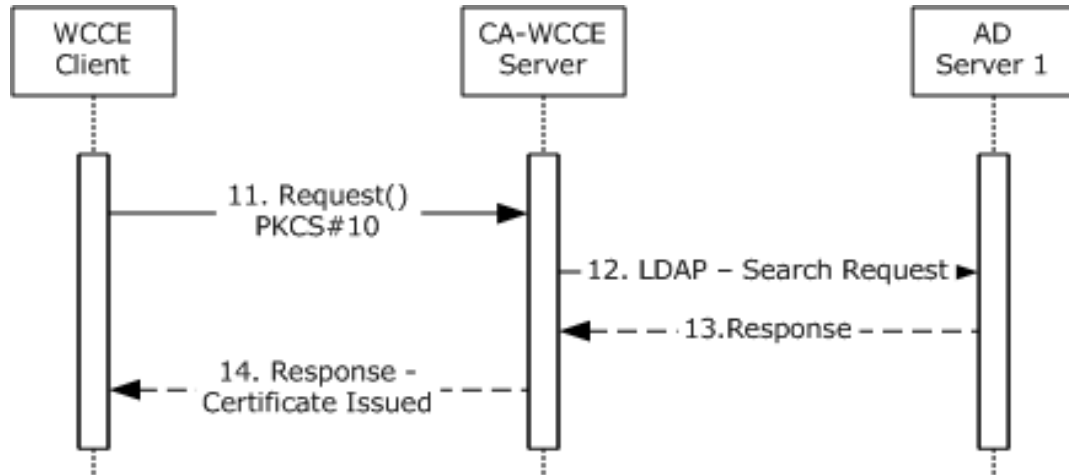 WCCE
Client
CA-WCCE
Server
AD
Server 1
11. Request()
PKCS#10
12. LDAP – Search Request
13.Response
14. Response -
Certificate Issued